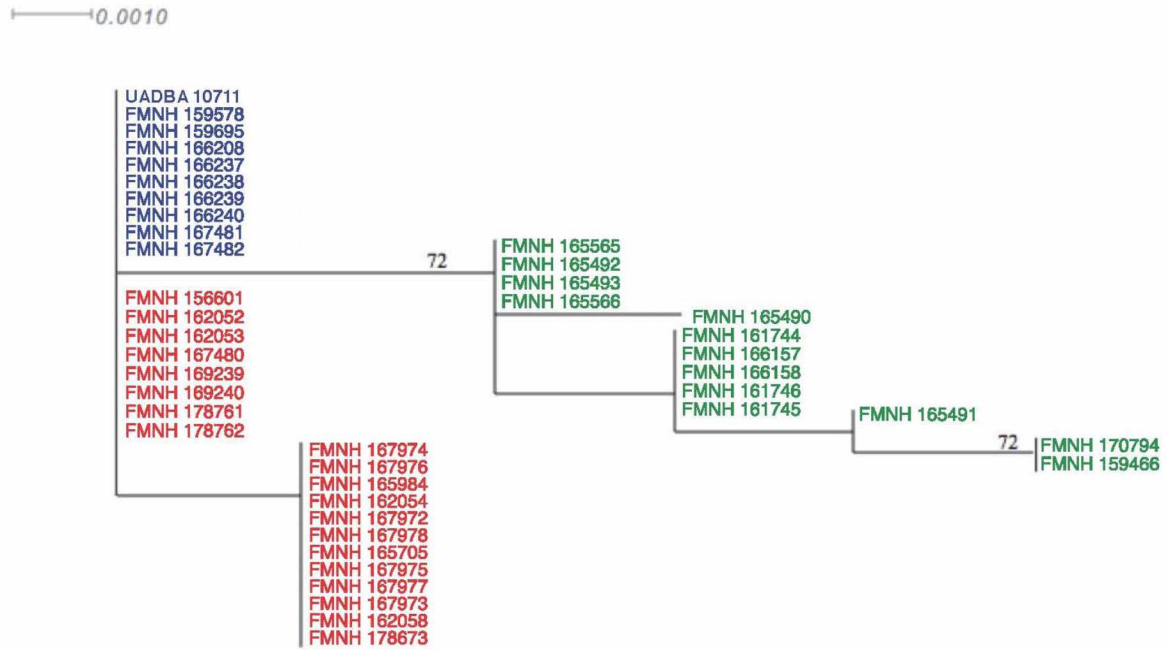 0.0010
UADBA 10711
FMNH 159578
FMNH 159695
FMNH 166208
FMNH 166237
FMNH 166238
FMNH 166239
FMNH 166240
FMNH 167481
FMNH 167482
72
FMNH 165565
FMNH 165492
FMNH 165493
FMNH 165566
FMNH 165490
FMNH 161744
FMNH 166157
FMNH 166158
FMNH 161746
FMNH 161745
FMNH 165491
72
FMNH 170794
FMNH 159466
FMNH 156601
FMNH 162052
FMNH 162053
FMNH 167480
FMNH 169239
FMNH 169240
FMNH 178761
FMNH 178762
FMNH 167974
FMNH 167976
FMNH 165984
FMNH 162054
FMNH 167972
FMNH 167978
FMNH 165705
FMNH 167975
FMNH 167977
FMNH 167973
FMNH 162058
FMNH 178673